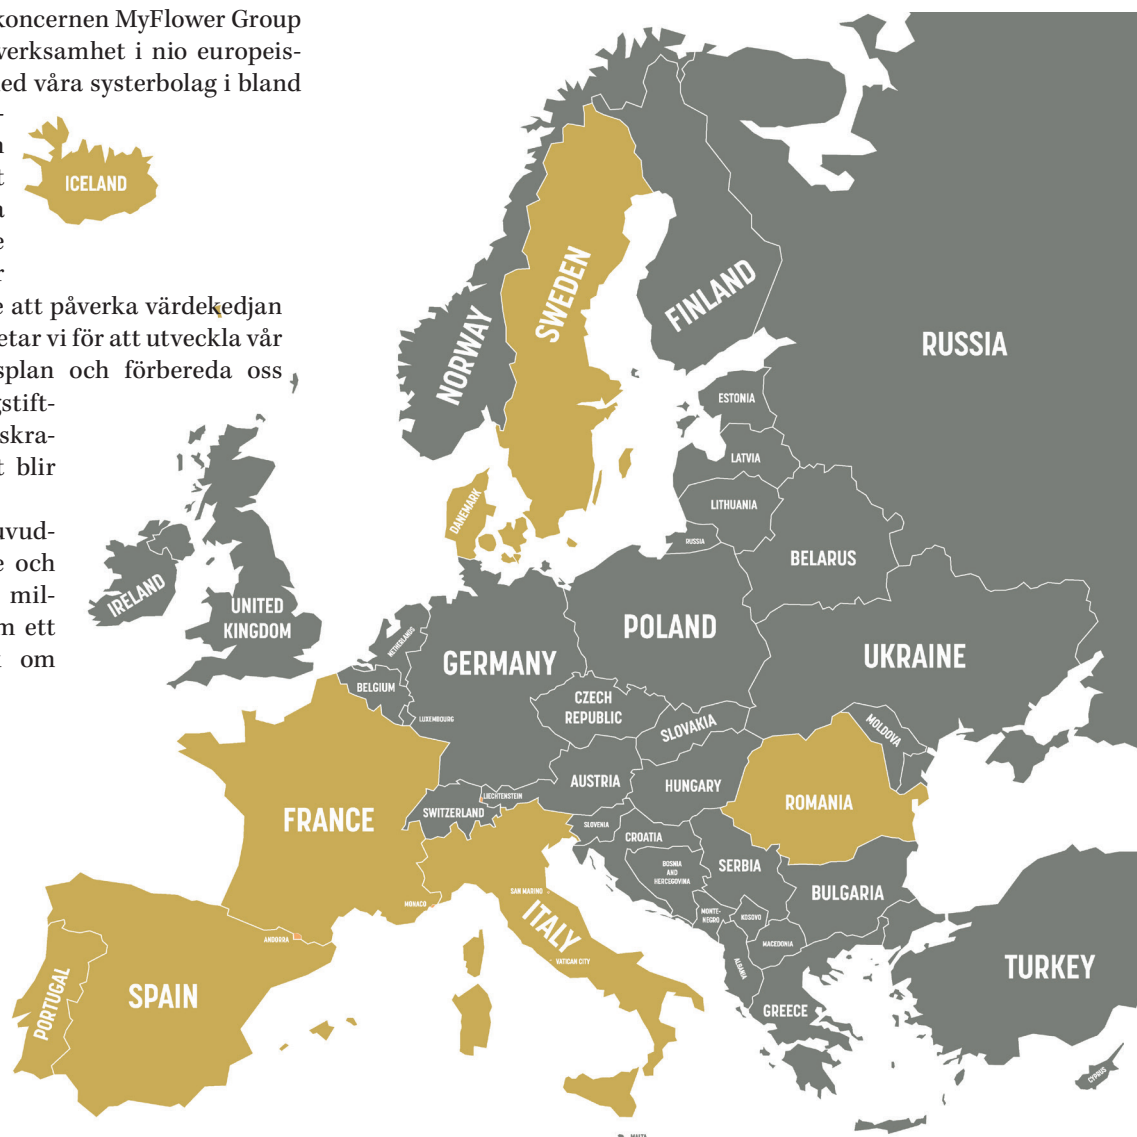 koncernen MyFlower Group
verksamhet i nio europeis-
ed våra systerbolag i bland
e att påverka värdekedjan
etar vi för att utveckla vår
splan och förbereda oss
gstift-
skra-
t blir
uvud-
e och
mil-
m ett
om
ICELAND
SWEDEN
FINLAND
NORWAY
RUSSIA
ESTONIA
LATVIA
LITHUANIA
RUSSIA
DANEMARK
BELARUS
IRELAND
UNITED
KINGDOM
NETHERLANDS
POLAND
GERMANY
UKRAINE
BELGIUM
LUXEMBOURG
CZECH
REPUBLIC
SLOVAKIA
MOLDOVA
AUSTRIA
HUNGARY
LIECHTENSTEIN
SWITZERLAND
FRANCE
ROMANIA
SLOVENIA
CROATIA
BOSNIA
AND
HERCEGOVINA
SERBIA
BULGARIA
SAN MARINO
MONACO
ITALY
MONTE-
NEGRO
KOSOVO
MACEDONIA
ANDORRA
VATICAN CITY
ALBANIA
TURKEY
PORTUGAL
SPAIN
GREECE
CYPRUS
MALTA